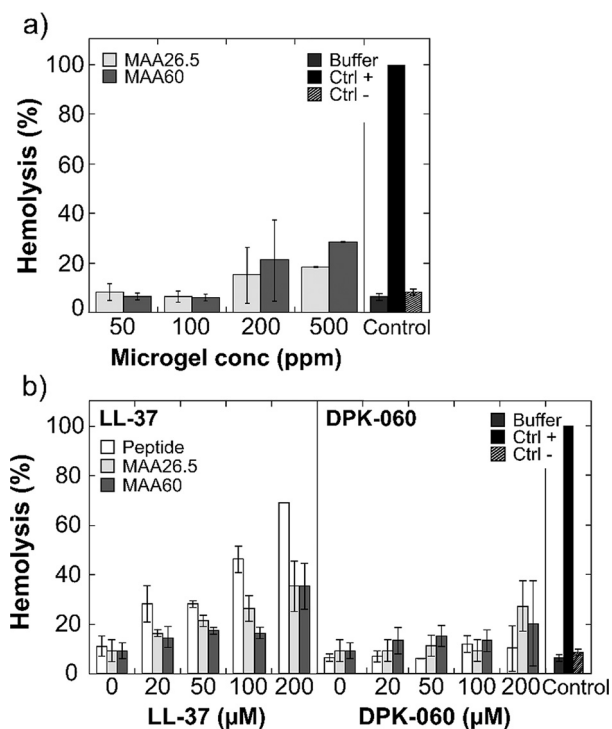 a)
Hemolysis (%)
100
80
60
40
20
0
MAA26.5
MAA60
Buffer
Ctrl +
Ctrl -
50 100 200 500 Control
Microgel conc (ppm)
b)
Hemolysis (%)
100
80
60
40
20
0
LL-37
Peptide
MAA26.5
MAA60
DPK-060
Buffer
Ctrl +
Ctrl -
0 20 50 100 200 0 20 50 100 200 Control
LL-37 (μM) DPK-060 (μM)